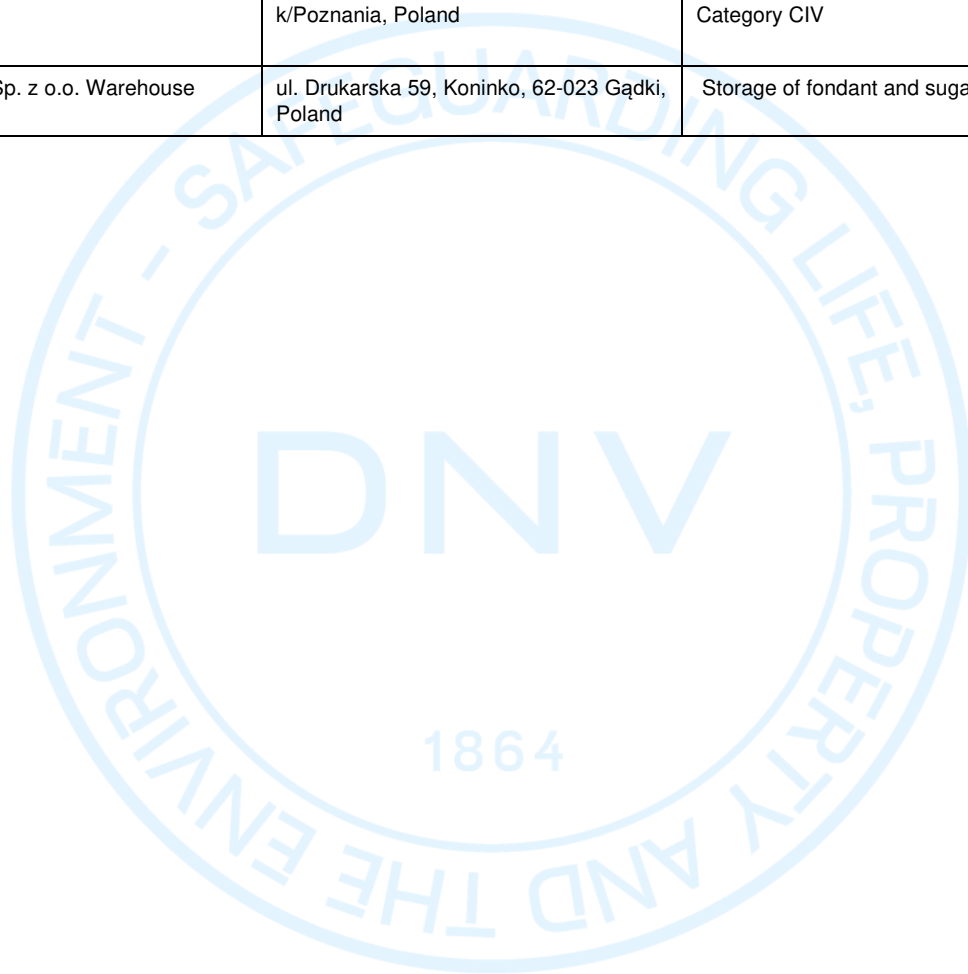 k/Poznania, Poland
Category CIV
Sp. z o.o. Warehouse
ul. Drukarska 59, Koninko, 62-023 Gądki,
Poland
Storage of fondant and suga
SAFEGUARDING LIFE, PROPERTY AND THE ENVIRONMENT -
DNV
1864